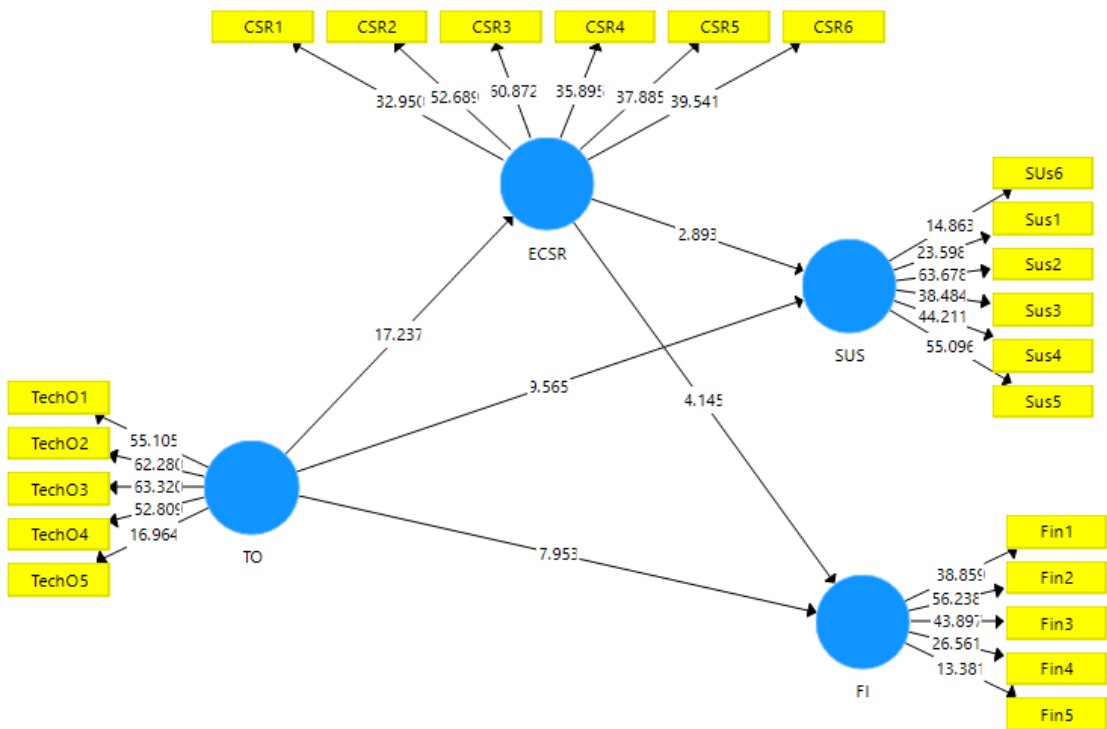 CSR1 CSR2 CSR3 CSR4 CSR5 CSR6
32.950 52.689 50.872 35.895 37.885 39.541
ECSR
SUs6
Sus1
Sus2
Sus3
Sus4
Sus5
14.863
23.598
63.678
38.484
44.211
55.096
SUS
2.893
17.237
9.565
4.145
7.953
TechO1
TechO2
TechO3
TechO4
TechO5
55.105
62.280
63.320
52.809
16.964
TO
Fin1
Fin2
Fin3
Fin4
Fin5
38.859
56.238
43.897
26.561
13.381
FI